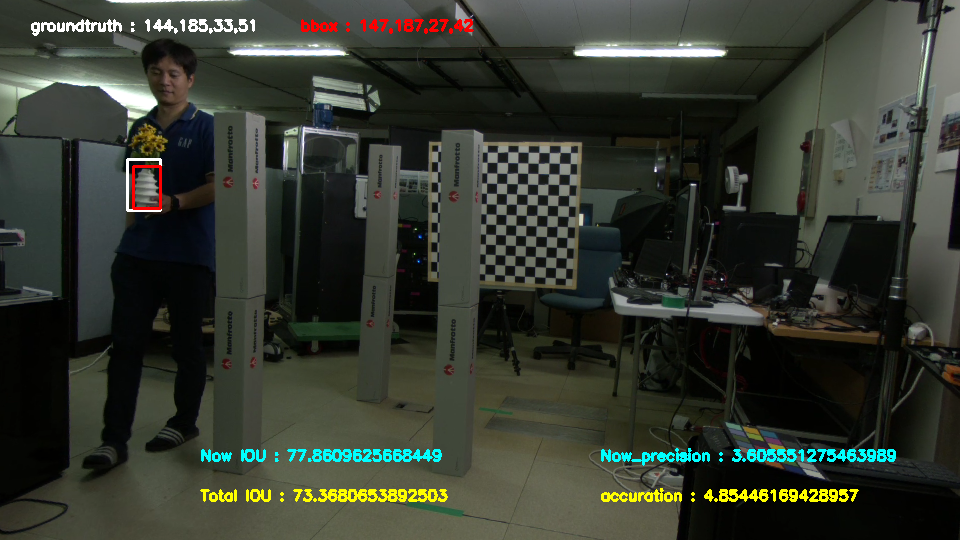 groundtruth : 144,185,33,51
bbox : 147,187,27,42
GAP
Manfrotto
Manfrotto
Manfrotto
Manfrotto
Manfrotto
Manfrotto
Now IOU : 77.8609625668449
Now_precision : 3.605551275463989
Total IOU : 73.3680653892503
accuration : 4.85446169428957